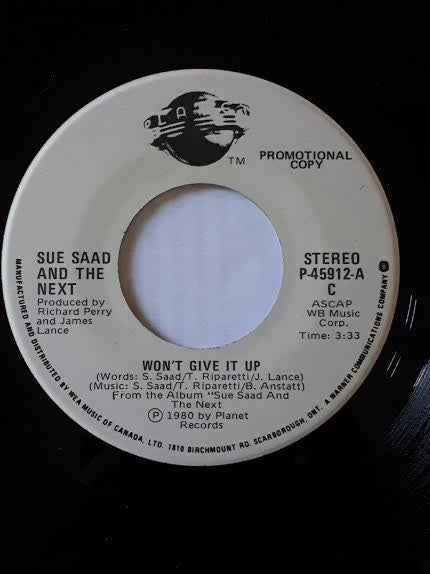 PLANET
TM
PROMOTIONAL
COPY
SUE SAAD
AND THE
NEXT
Produced by
Richard Perry
and James
Lance
STEREO
P-45912-A
C
ASCAP
WB Music
Corp.
Time: 3:33
WON'T GIVE IT UP
(Words: S. Saad/T. Riparetti/J. Lance)
(Music: S. Saad/T. Riparetti/B. Anstatt)
From the Album "Sue Saad And
The Next
Ⓟ 1980 by Planet
Records
MANUFACTURED AND DISTRIBUTED BY WEA MUSIC OF CANADA, LTD. 1810 BIRCHMOUNT RD. SCARBOROUGH, ONT. A WARNER COMMUNICATIONS COMPANY